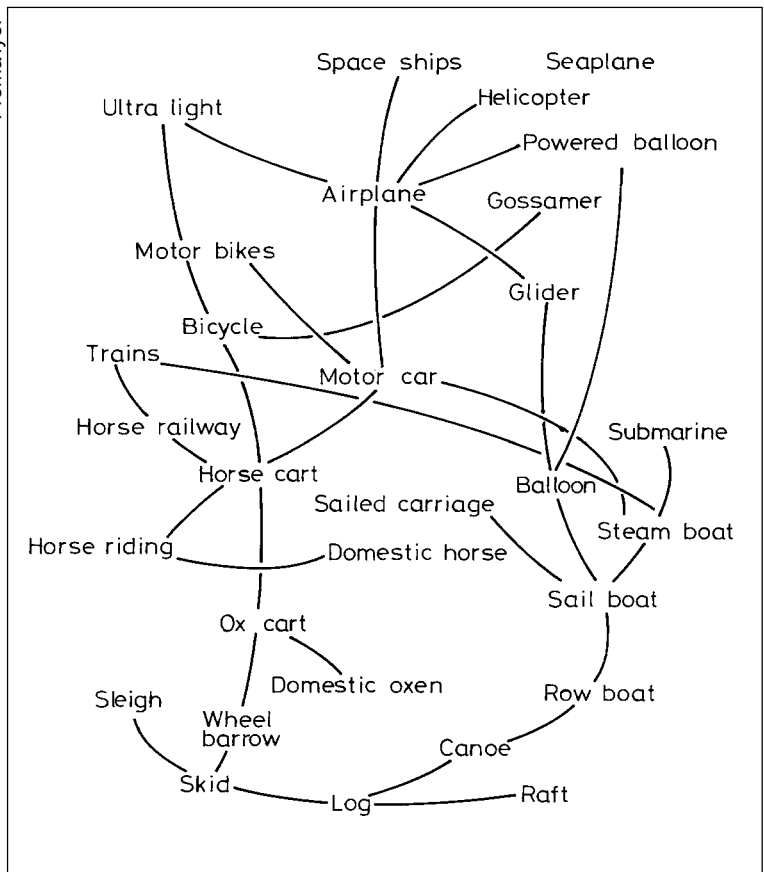 Space ships
Seaplane
Helicopter
Ultra light
Powered balloon
Airplane
Gossamer
Motor bikes
Glider
Bicycle
Trains
Motor car
Horse railway
Submarine
Horse cart
Balloon
Sailed carriage
Steam boat
Horse riding
Domestic horse
Sail boat
Ox cart
Domestic oxen
Row boat
Sleigh
Wheel
barrow
Canoe
Skid
Log
Raft